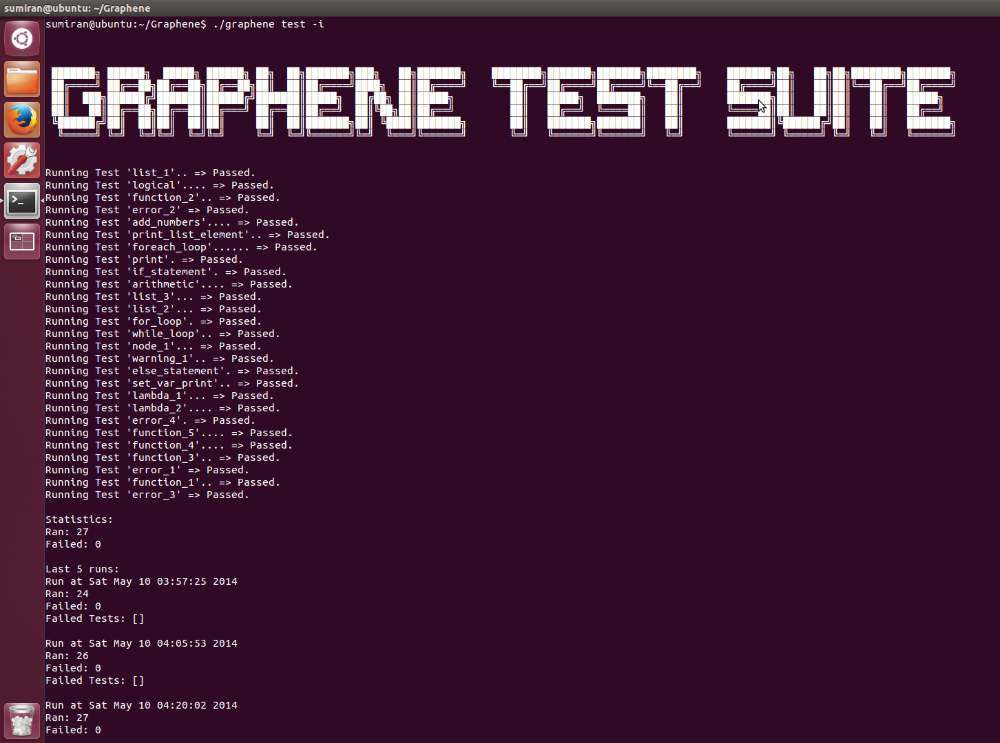 sumiran@ubuntu: ~/Graphene
sumiran@ubuntu:~/Graphene$ ./graphene test -i
GRAPHENE TEST SUITE
Running Test 'list_1'.. => Passed.
Running Test 'logical'.... => Passed.
Running Test 'function_2'.. => Passed.
Running Test 'error_2' => Passed.
Running Test 'add_numbers'.... => Passed.
Running Test 'print_list_element'.. => Passed.
Running Test 'foreach_loop'...... => Passed.
Running Test 'print'. => Passed.
Running Test 'if_statement'. => Passed.
Running Test 'arithmetic'.... => Passed.
Running Test 'list_3'... => Passed.
Running Test 'list_2'... => Passed.
Running Test 'for_loop'. => Passed.
Running Test 'while_loop'.. => Passed.
Running Test 'node_1'... => Passed.
Running Test 'warning_1'.. => Passed.
Running Test 'else_statement'. => Passed.
Running Test 'set_var_print'.. => Passed.
Running Test 'lambda_1'... => Passed.
Running Test 'lambda_2'.... => Passed.
Running Test 'error_4'. => Passed.
Running Test 'function_5'.... => Passed.
Running Test 'function_4'.... => Passed.
Running Test 'function_3'.. => Passed.
Running Test 'error_1' => Passed.
Running Test 'function_1'.. => Passed.
Running Test 'error_3' => Passed.
Statistics:
Ran: 27
Failed: 0
Last 5 runs:
Run at Sat May 10 03:57:25 2014
Ran: 24
Failed: 0
Failed Tests: []
Run at Sat May 10 04:05:53 2014
Ran: 26
Failed: 0
Failed Tests: []
Run at Sat May 10 04:20:02 2014
Ran: 27
Failed: 0